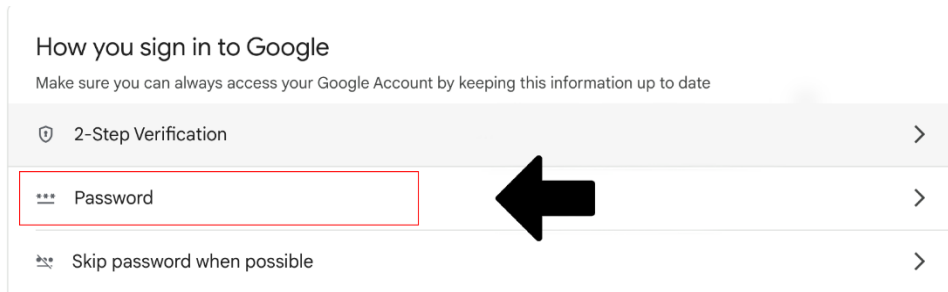 How you sign in to Google
Make sure you can always access your Google Account by keeping this information up to date
2-Step Verification
Password
Skip password when possible